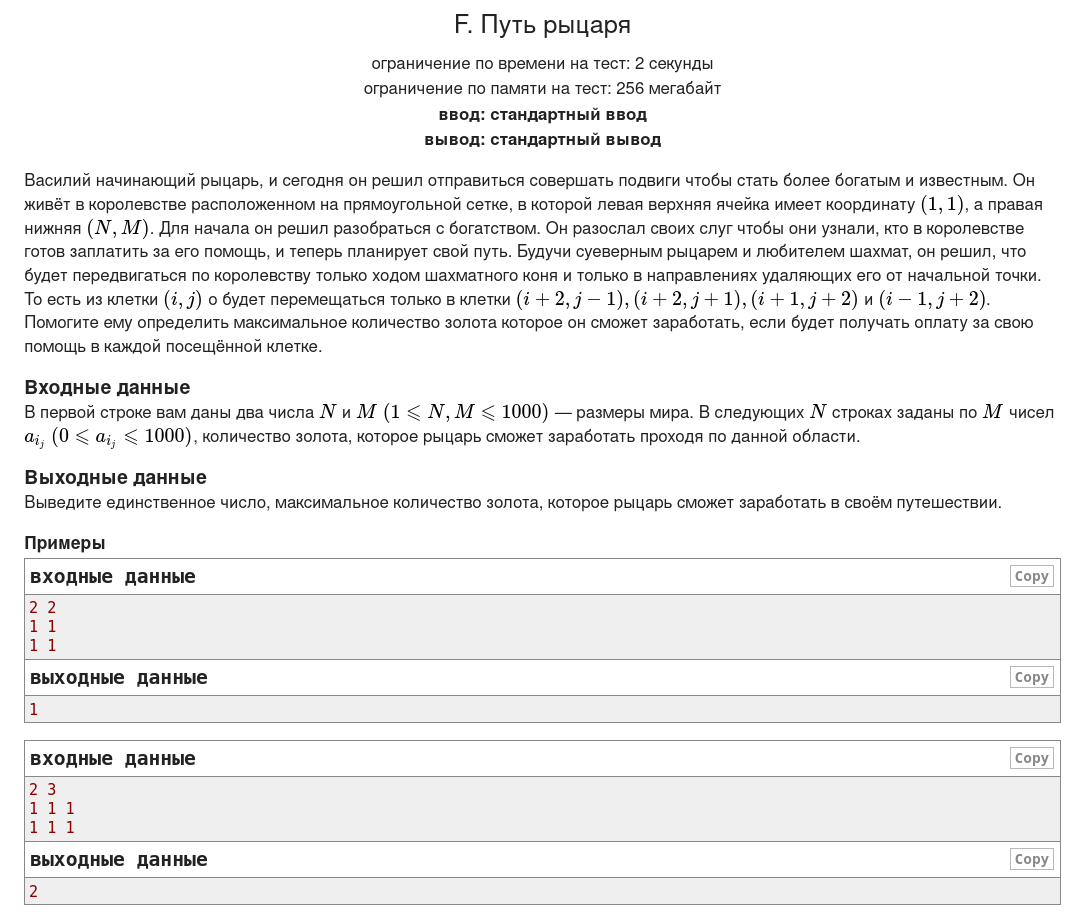 F. Путь рыцаря
ограничение по времени на тест: 2 секунды
ограничение по памяти на тест: 256 мегабайт
ввод: стандартный ввод
вывод: стандартный вывод
Василий начинающий рыцарь, и сегодня он решил отправиться совершать подвиги чтобы стать более богатым и известным. Он
живёт в королевстве расположенном на прямоугольной сетке, в которой левая верхняя ячейка имеет координату (1, 1), а правая
нижняя (N, M). Для начала он решил разобраться с богатством. Он разослал своих слуг чтобы они узнали, кто в королевстве
готов заплатить за его помощь, и теперь планирует свой путь. Будучи суеверным рыцарем и любителем шахмат, он решил, что
будет передвигаться по королевству только ходом шахматного коня и только в направлениях удаляющих его от начальной точки.
То есть из клетки (i, j) о будет перемещаться только в клетки (i + 2, j − 1), (i + 2, j + 1), (i + 1, j + 2) и (i − 1, j + 2).
Помогите ему определить максимальное количество золота которое он сможет заработать, если будет получать оплату за свою
помощь в каждой посещённой клетке.
Входные данные
В первой строке вам даны два числа N и M (1 ⩽ N, M ⩽ 1000) — размеры мира. В следующих N строках заданы по M чисел
a_{i_j} (0 ⩽ a_{i_j} ⩽ 1000), количество золота, которое рыцарь сможет заработать проходя по данной области.
Выходные данные
Выведите единственное число, максимальное количество золота, которое рыцарь сможет заработать в своём путешествии.
Примеры
входные данные Copy
2 2
1 1
1 1
выходные данные Copy
1
входные данные Copy
2 3
1 1 1
1 1 1
выходные данные Copy
2